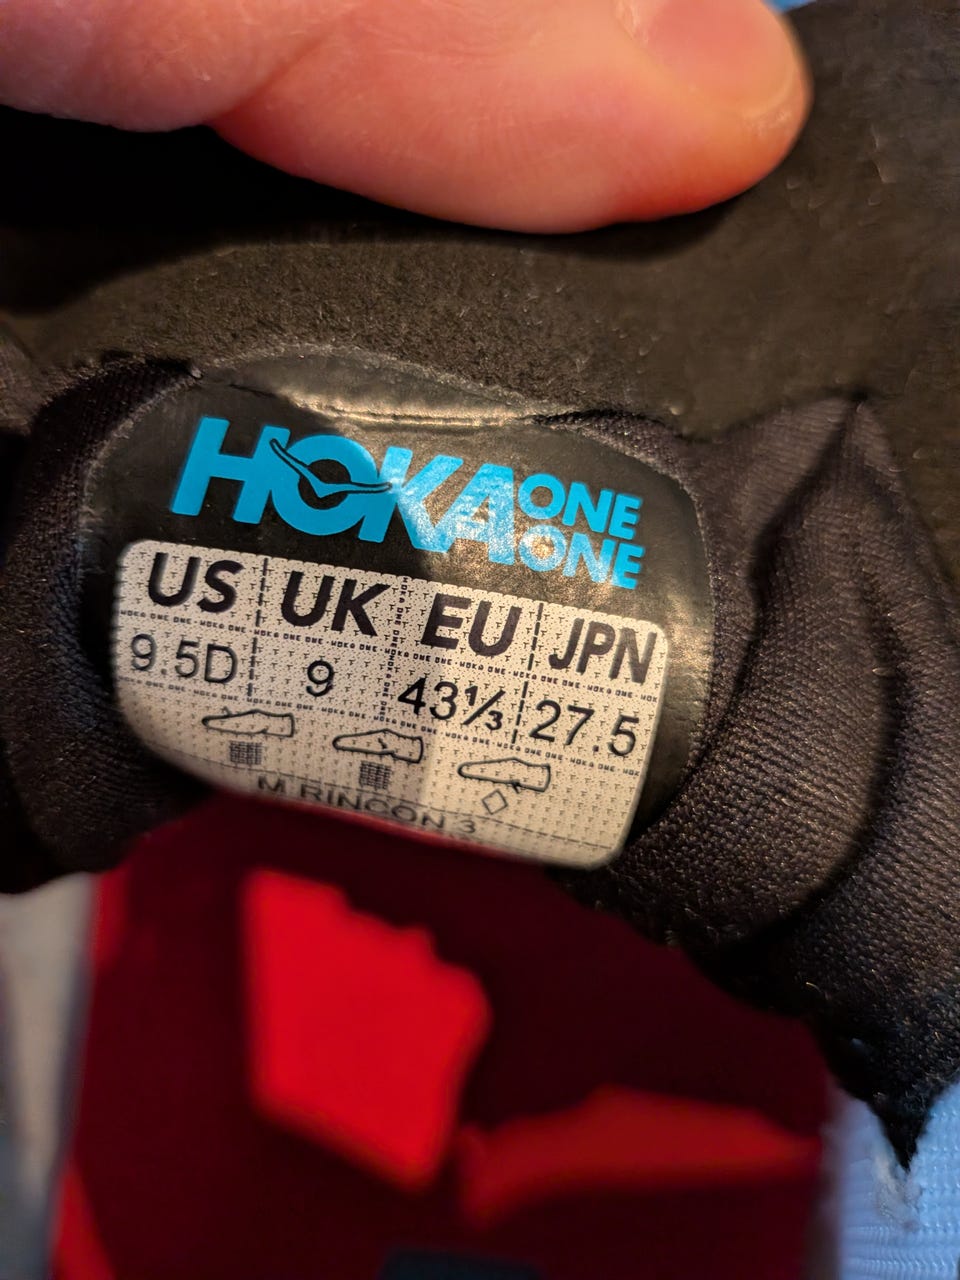 HOKA ONE ONE
US UK EU JPN
9.5D 9 43⅓ 27.5
M RINCON 3